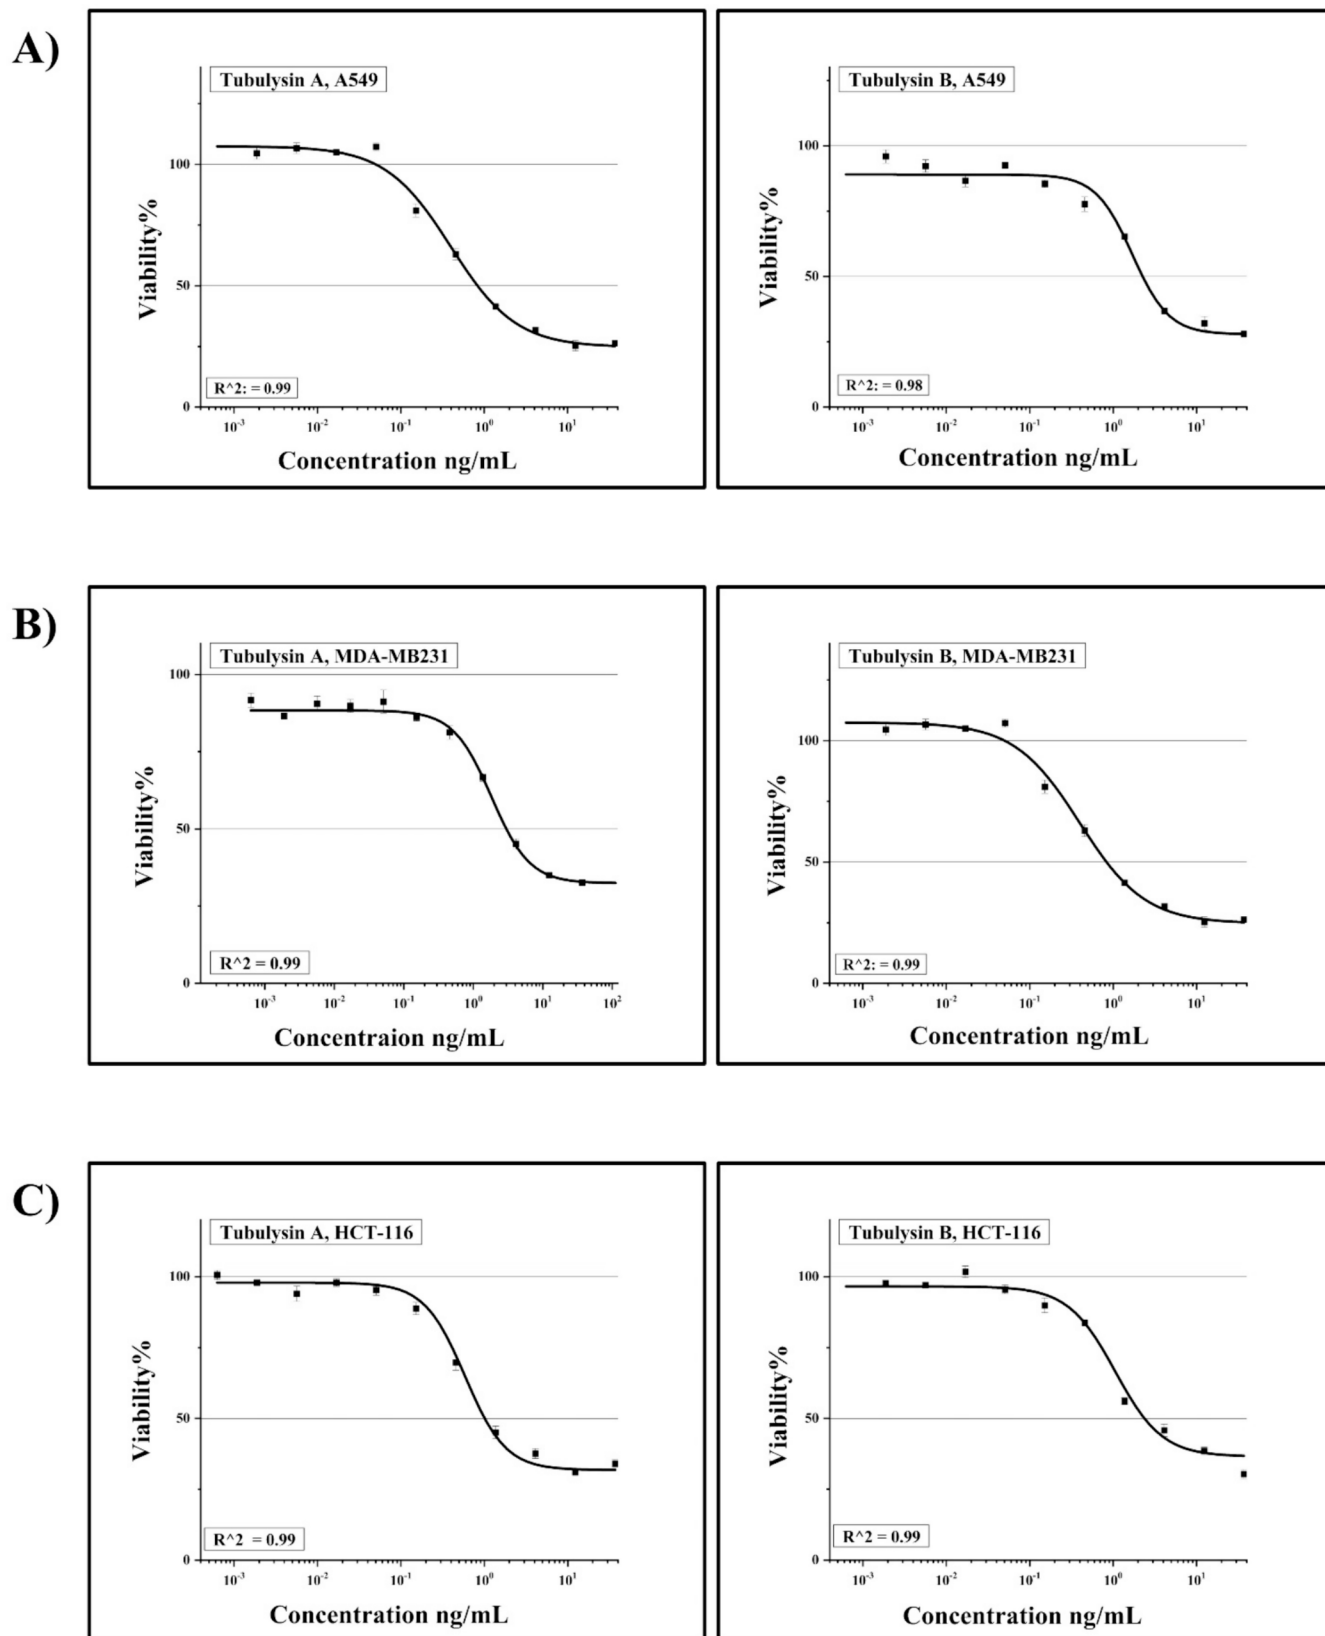 A)
Tubulysin A, A549
100
50
0
Viability%
R^2: = 0.99
10⁻³ 10⁻² 10⁻¹ 10⁰ 10¹
Concentration ng/mL
Tubulysin B, A549
100
50
0
Viability%
R^2: = 0.98
10⁻³ 10⁻² 10⁻¹ 10⁰ 10¹
Concentration ng/mL
B)
Tubulysin A, MDA-MB231
100
50
0
Viability%
R^2 = 0.99
10⁻³ 10⁻² 10⁻¹ 10⁰ 10¹ 10²
Concentraion ng/mL
Tubulysin B, MDA-MB231
100
50
0
Viability%
R^2: = 0.99
10⁻³ 10⁻² 10⁻¹ 10⁰ 10¹
Concentration ng/mL
C)
Tubulysin A, HCT-116
100
50
0
Viability%
R^2 = 0.99
10⁻³ 10⁻² 10⁻¹ 10⁰ 10¹
Concentration ng/mL
Tubulysin B, HCT-116
100
50
0
Viability%
R^2 = 0.99
10⁻³ 10⁻² 10⁻¹ 10⁰ 10¹
Concentration ng/mL